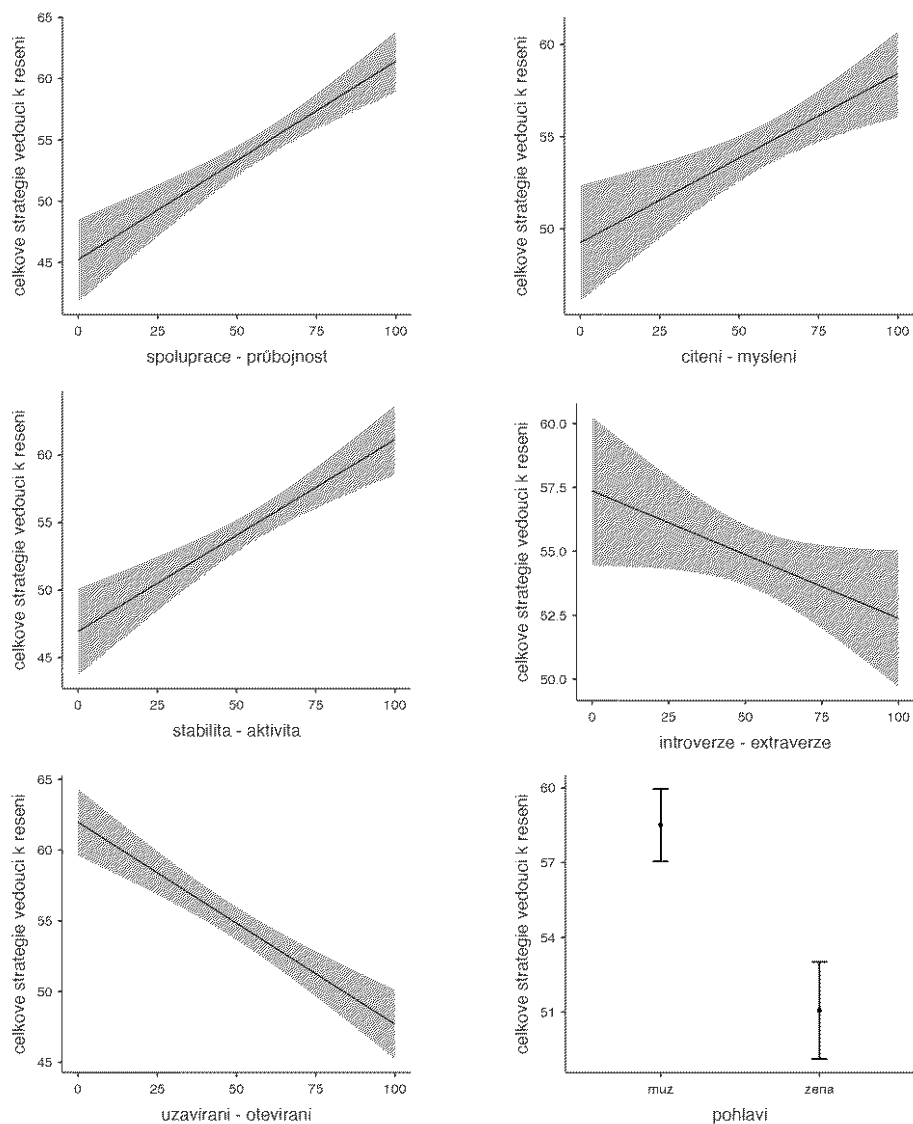 celkove strategie vedouci k reseni
65
60
55
50
45
0 25 50 75 100
spoluprace - průbojnost
celkove strategie vedouci k reseni
60
55
50
0 25 50 75 100
citeni - mysleni
celkove strategie vedouci k reseni
60
55
50
45
0 25 50 75 100
stabilita - aktivita
celkove strategie vedouci k reseni
60.0
57.5
55.0
52.5
50.0
0 25 50 75 100
introverze - extraverze
celkove strategie vedouci k reseni
65
60
55
50
45
0 25 50 75 100
uzavirani - otevirani
celkove strategie vedouci k reseni
60
57
54
51
muz zena
pohlavi